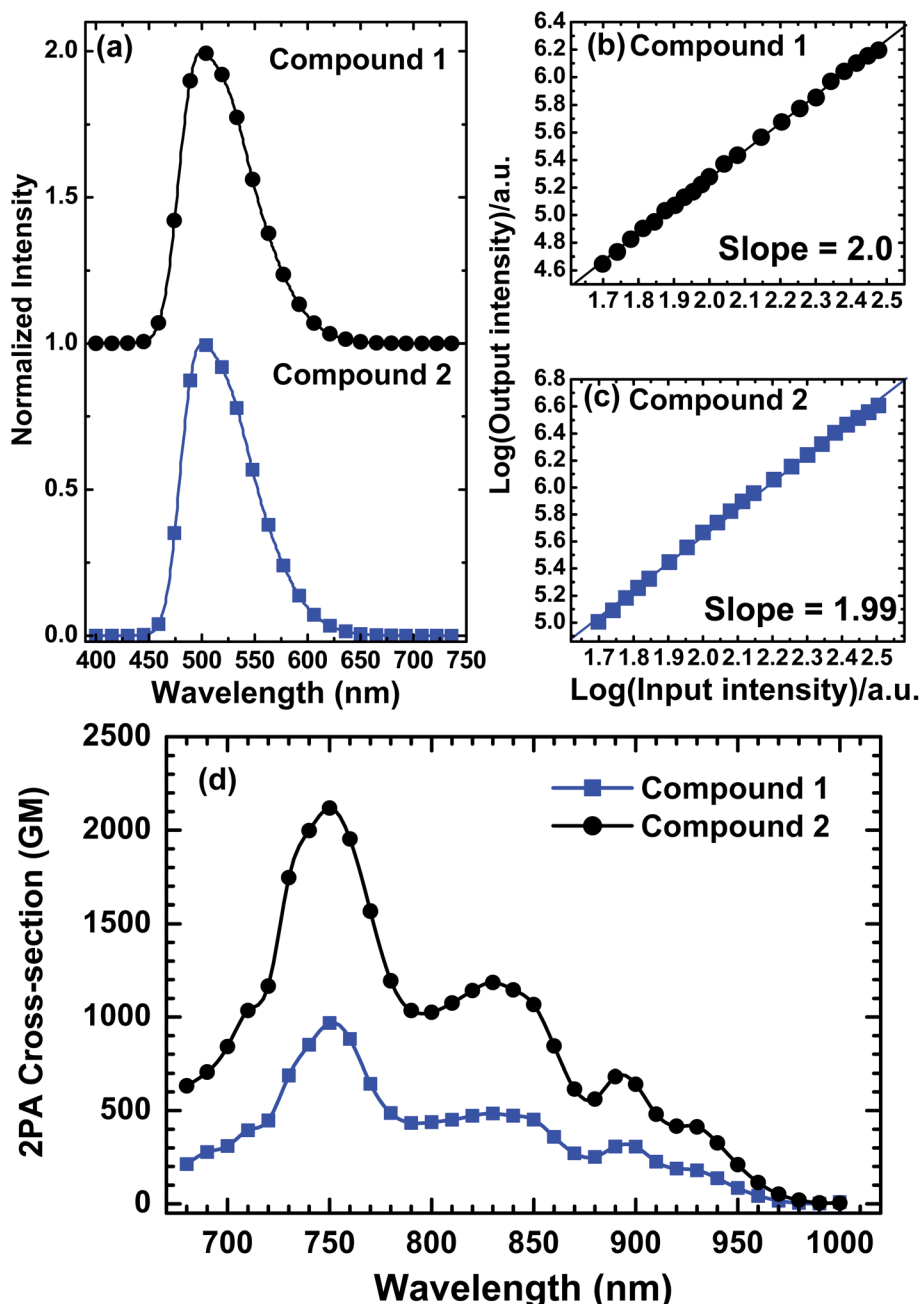 (a)
Compound 1
Compound 2
2.0
1.5
1.0
0.5
0.0
Normalized Intensity
400 450 500 550 600 650 700 750
Wavelength (nm)
(b) Compound 1
6.4
6.2
6.0
5.8
5.6
5.4
5.2
5.0
4.8
4.6
Slope = 2.0
1.7 1.8 1.9 2.0 2.1 2.2 2.3 2.4 2.5
Log(Output intensity)/a.u.
(c) Compound 2
6.8
6.6
6.4
6.2
6.0
5.8
5.6
5.4
5.2
5.0
Slope = 1.99
1.7 1.8 1.9 2.0 2.1 2.2 2.3 2.4 2.5
Log(Input intensity)/a.u.
(d)
Compound 1
Compound 2
2500
2000
1500
1000
500
0
2PA Cross-section (GM)
700 750 800 850 900 950 1000
Wavelength (nm)